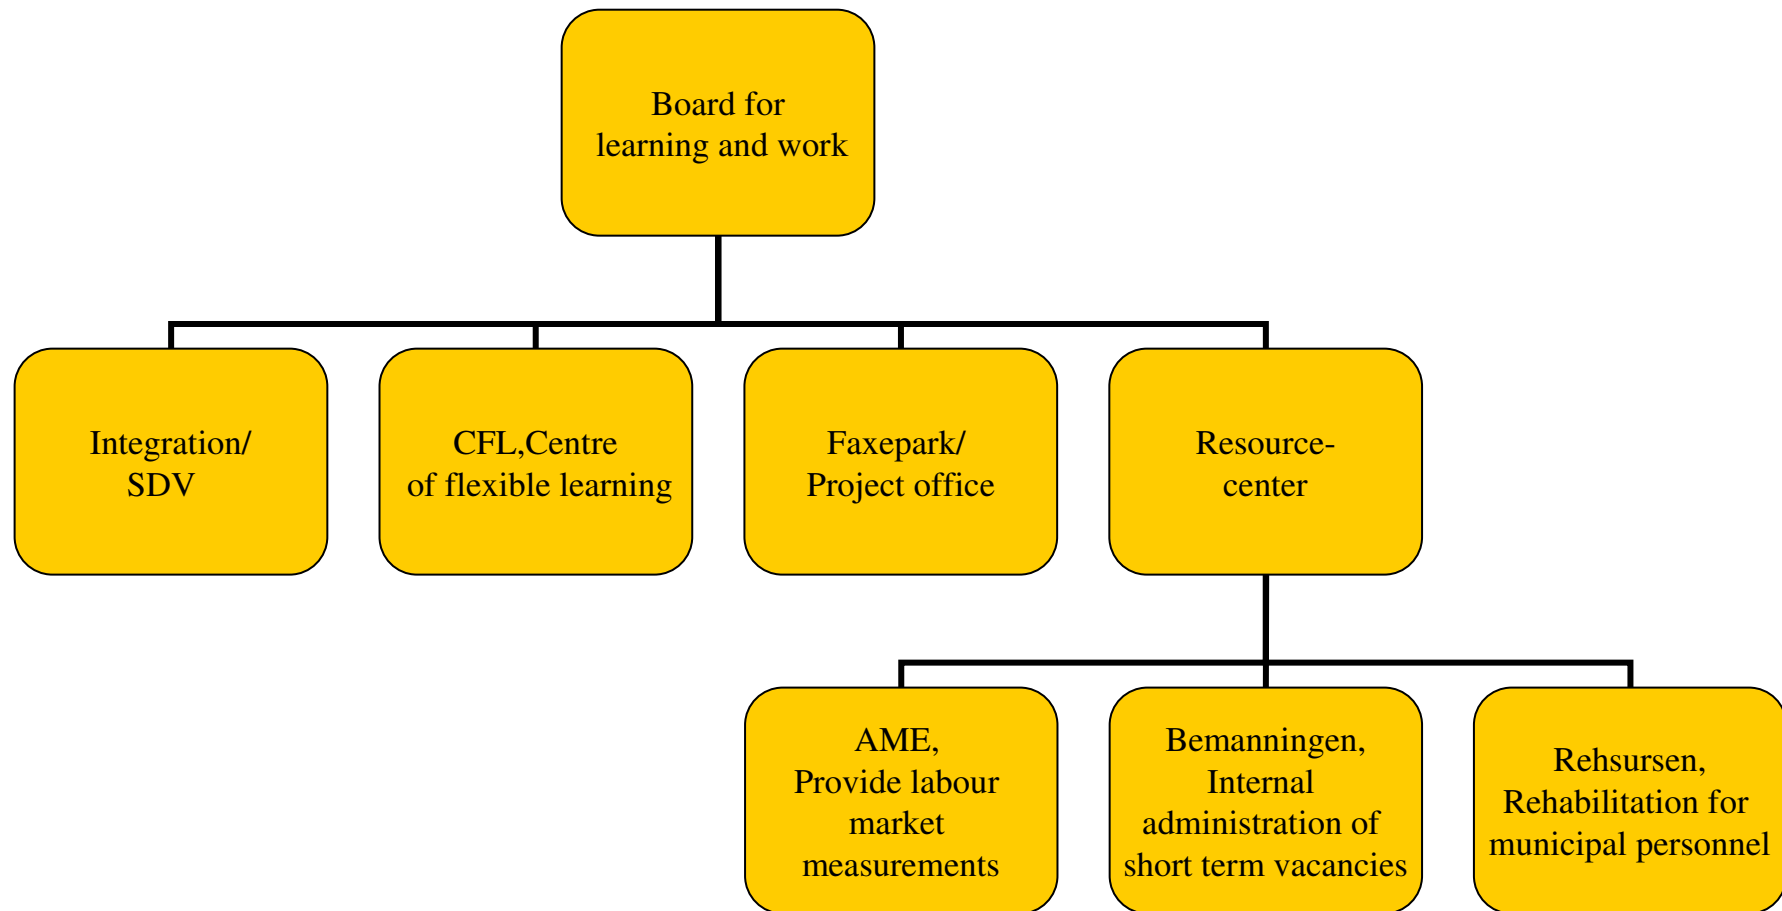 Board for
learning and work
Integration/
SDV
CFL,Centre
of flexible learning
Faxepark/
Project office
Resource-
center
AME,
Provide labour
market
measurements
Bemanningen,
Internal
administration of
short term vacancies
Rehsursen,
Rehabilitation for
municipal personnel